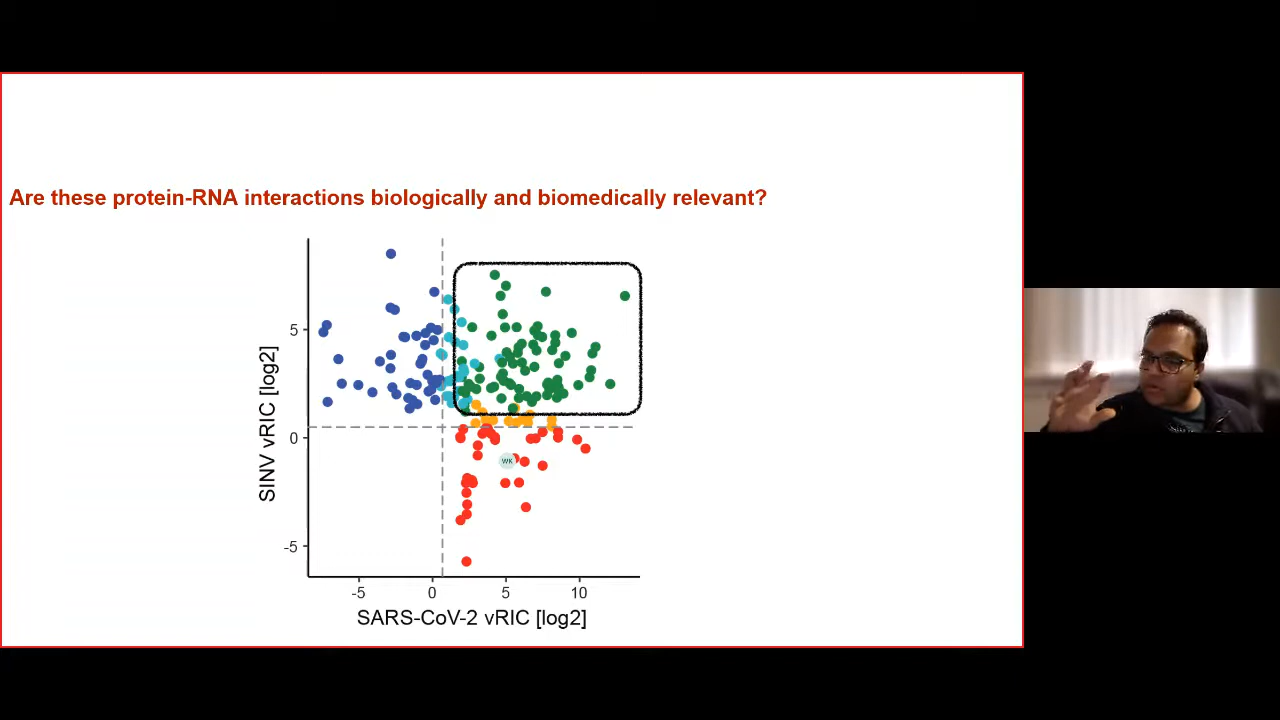 Are these protein-RNA interactions biologically and biomedically relevant?
SINV vRIC [log2]
5
0
-5
WK
-5 0 5 10
SARS-CoV-2 vRIC [log2]